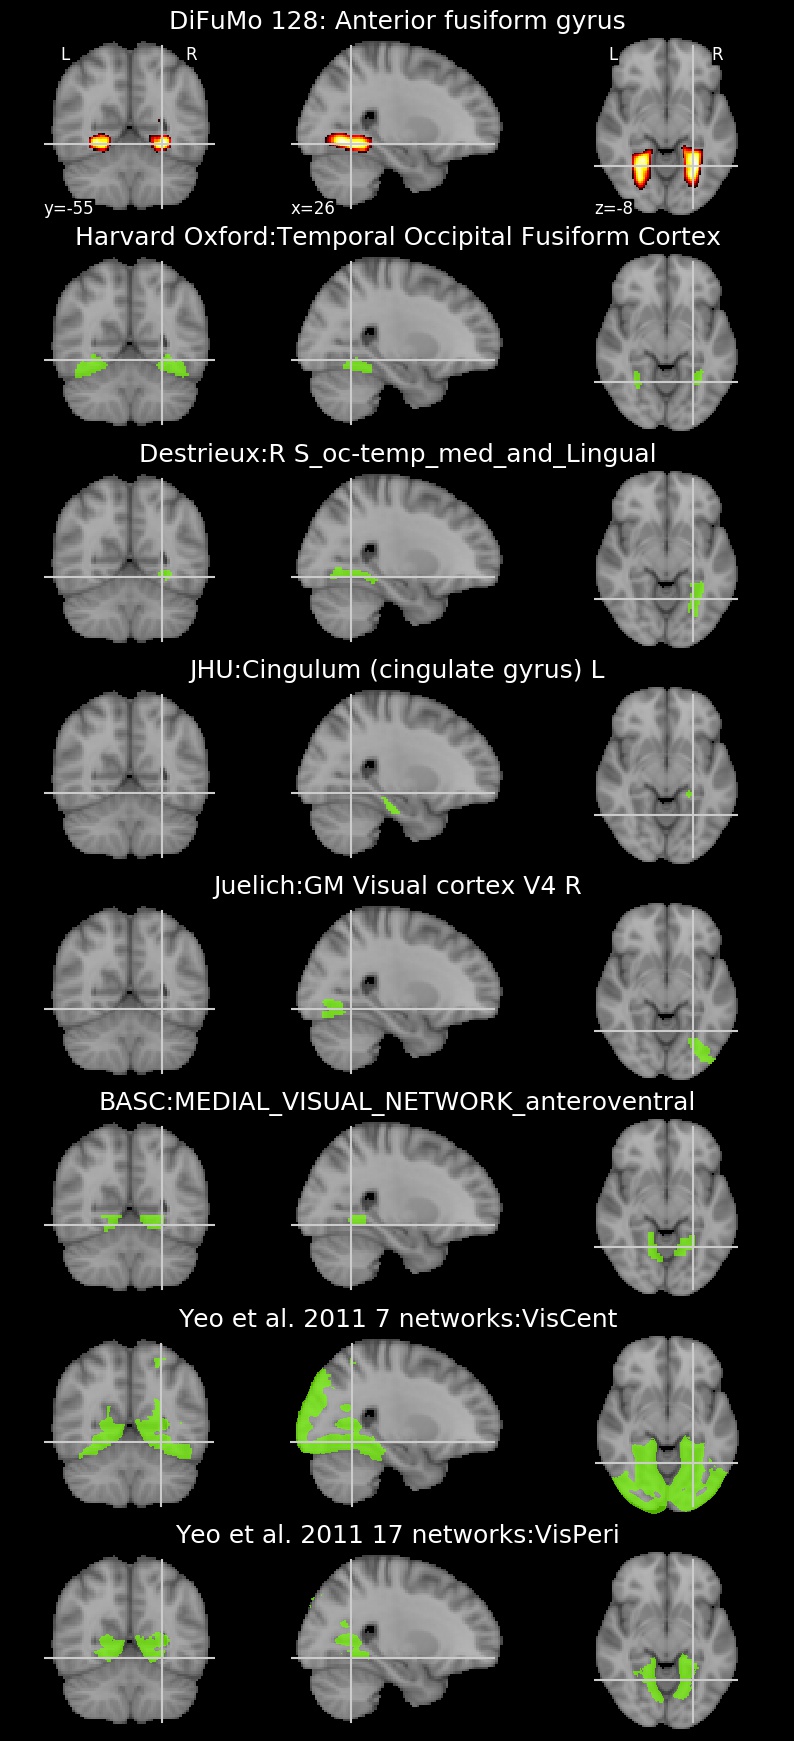 DiFuMo 128: Anterior fusiform gyrus
L R L R
y=-55 x=26 z=-8
Harvard Oxford:Temporal Occipital Fusiform Cortex
Destrieux:R S_oc-temp_med_and_Lingual
JHU:Cingulum (cingulate gyrus) L
Juelich:GM Visual cortex V4 R
BASC:MEDIAL_VISUAL_NETWORK_anteroventral
Yeo et al. 2011 7 networks:VisCent
Yeo et al. 2011 17 networks:VisPeri